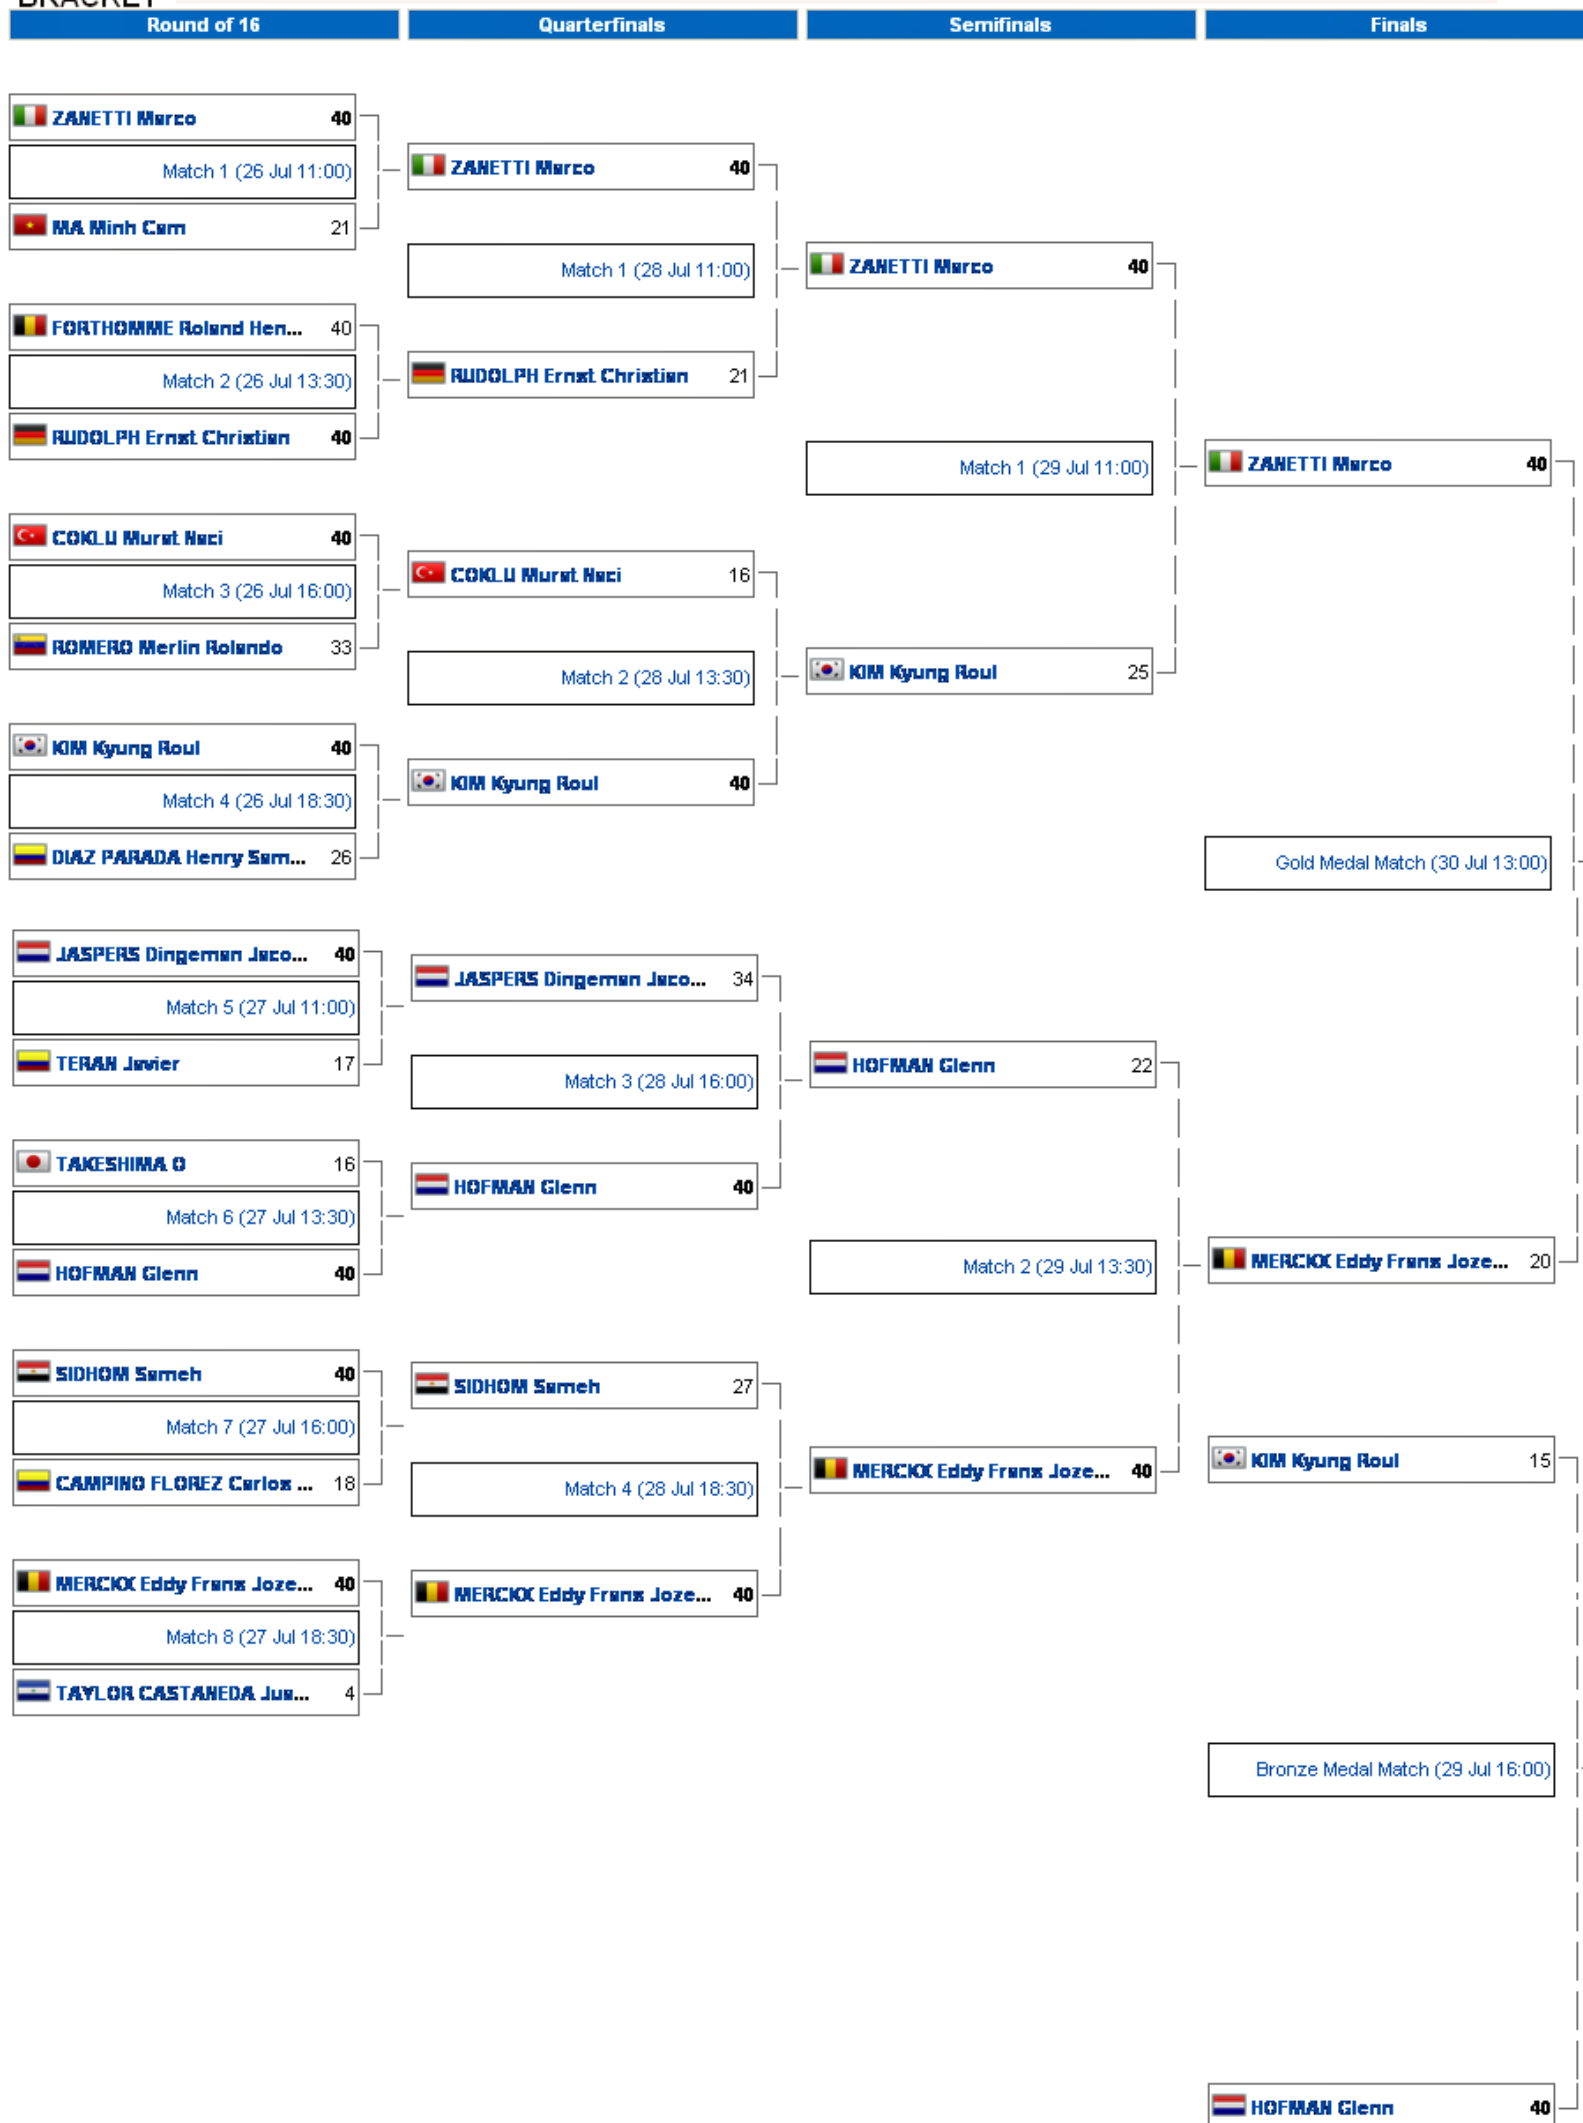 BRACKET
Round of 16
Quarterfinals
Semifinals
Finals
ZANETTI Marco 40
Match 1 (26 Jul 11:00)
MA Minh Cam 21
FORTHOMME Roland Hen... 40
Match 2 (26 Jul 13:30)
RUDOLPH Ernst Christian 40
COKLU Murat Naci 40
Match 3 (26 Jul 16:00)
ROMERO Merlin Rolando 33
KIM Kyung Roul 40
Match 4 (26 Jul 18:30)
DIAZ PARADA Henry Sam... 26
JASPERS Dingeman Jaco... 40
Match 5 (27 Jul 11:00)
TERAN Javier 17
TAKESHIMA O 16
Match 6 (27 Jul 13:30)
HOFMAN Glenn 40
SIDHOM Sameh 40
Match 7 (27 Jul 16:00)
CAMPINO FLOREZ Carlos ... 18
MERCKX Eddy Frans Joze... 40
Match 8 (27 Jul 18:30)
TAYLOR CASTANEDA Jua... 4
ZANETTI Marco 40
Match 1 (28 Jul 11:00)
RUDOLPH Ernst Christian 21
COKLU Murat Naci 16
Match 2 (28 Jul 13:30)
KIM Kyung Roul 40
JASPERS Dingeman Jaco... 34
Match 3 (28 Jul 16:00)
HOFMAN Glenn 40
SIDHOM Sameh 27
Match 4 (28 Jul 18:30)
MERCKX Eddy Frans Joze... 40
ZANETTI Marco 40
Match 1 (29 Jul 11:00)
KIM Kyung Roul 25
HOFMAN Glenn 22
Match 2 (29 Jul 13:30)
MERCKX Eddy Frans Joze... 40
ZANETTI Marco 40
Gold Medal Match (30 Jul 13:00)
MERCKX Eddy Frans Joze... 20
KIM Kyung Roul 15
Bronze Medal Match (29 Jul 16:00)
HOFMAN Glenn 40